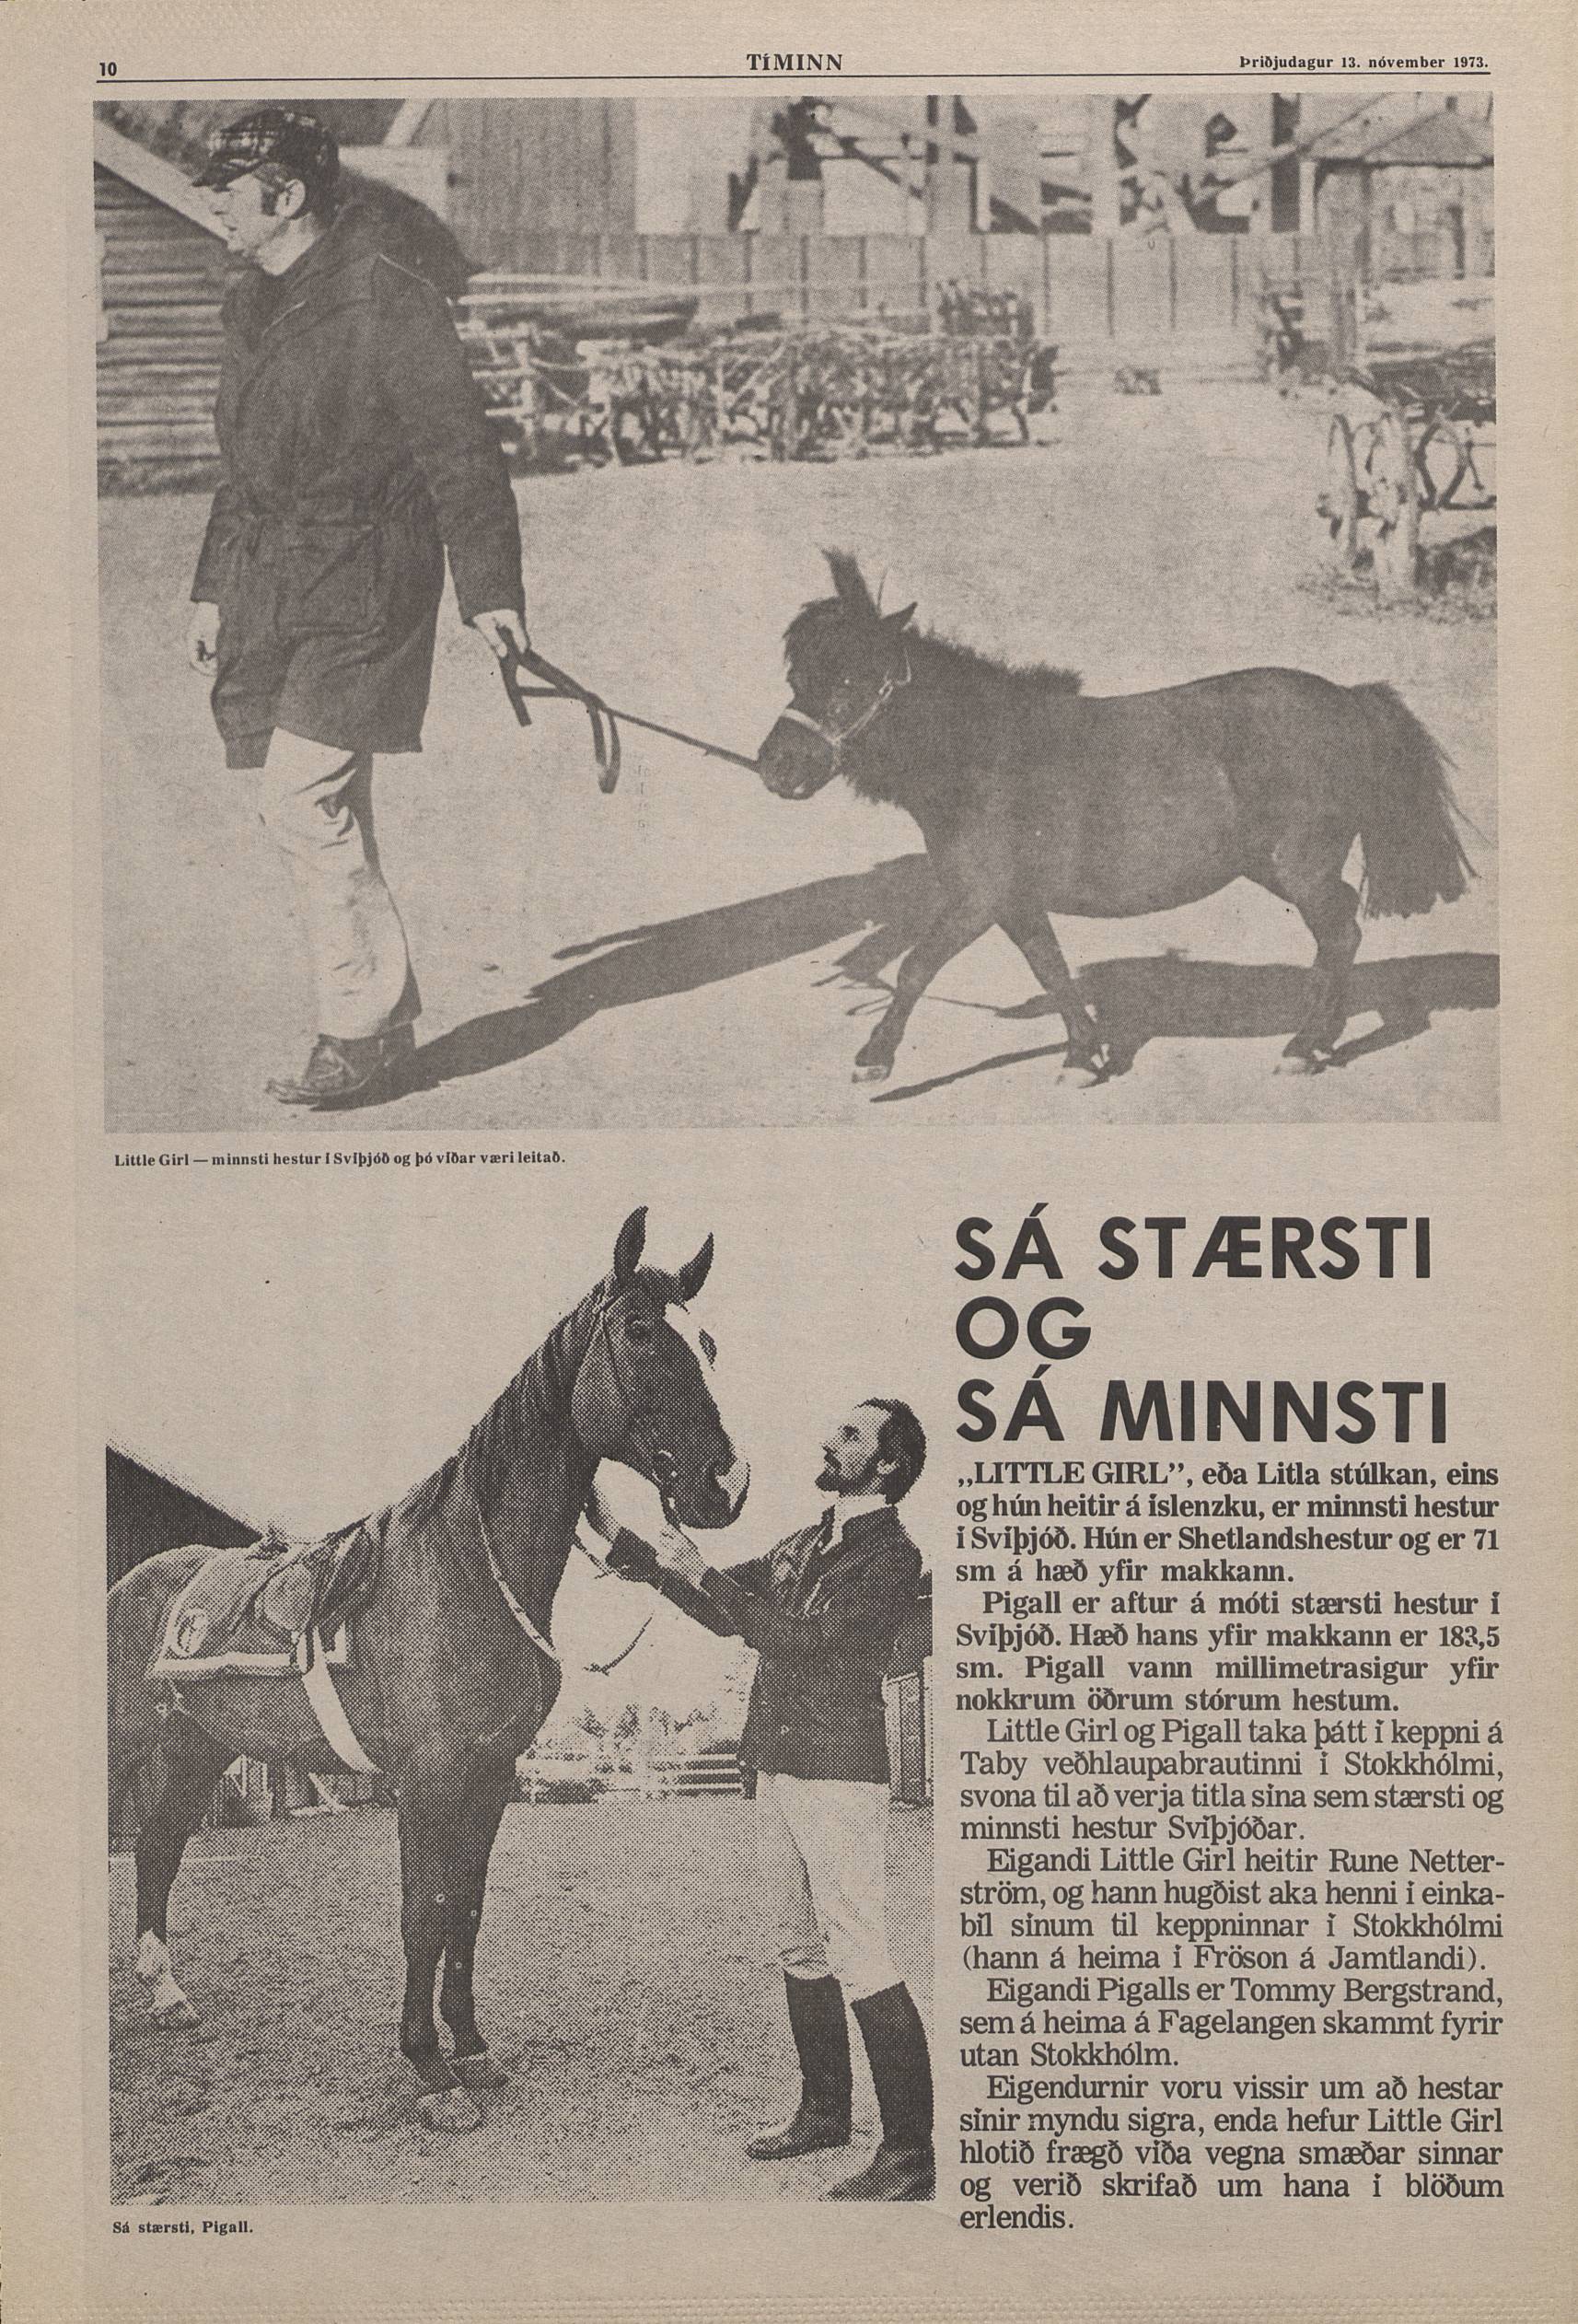 10
TÍMINN
Þriðjudagur 13. nóvember 1973.
Little Girl — minnsti hestur í Svíþjóð og þó víðar væri leitað.
SÁ STÆRSTI
OG
SÁ MINNSTI
„LITTLE GIRL”, eða Litla stúlkan, eins
og hún heitir á íslenzku, er minnsti hestur
í Svíþjóð. Hún er Shetlandshestur og er 71
sm á hæð yfir makkann.
Pigall er aftur á móti stærsti hestur í
Svíþjóð. Hæð hans yfir makkann er 183,5
sm. Pigall vann millimetrasigur yfir
nokkrum öðrum stórum hestum.
Little Girl og Pigall taka þátt í keppni á
Taby veðhlaupabrautinni í Stokkhólmi,
svona til að verja titla sína sem stærsti og
minnsti hestur Svíþjóðar.
Eigandi Little Girl heitir Rune Netter-
ström, og hann hugðist aka henni í einka-
bíl sínum til keppninnar í Stokkhólmi
(hann á heima í Fröson á Jamtlandi).
Eigandi Pigalls er Tommy Bergstrand,
sem á heima á Fagelangen skammt fyrir
utan Stokkhólm.
Eigendurnir voru vissir um að hestar
sínir myndu sigra, enda hefur Little Girl
hlotið frægð víða vegna smæðar sinnar
og verið skrifað um hana í blöðum
erlendis.
Sá stærsti, Pigall.